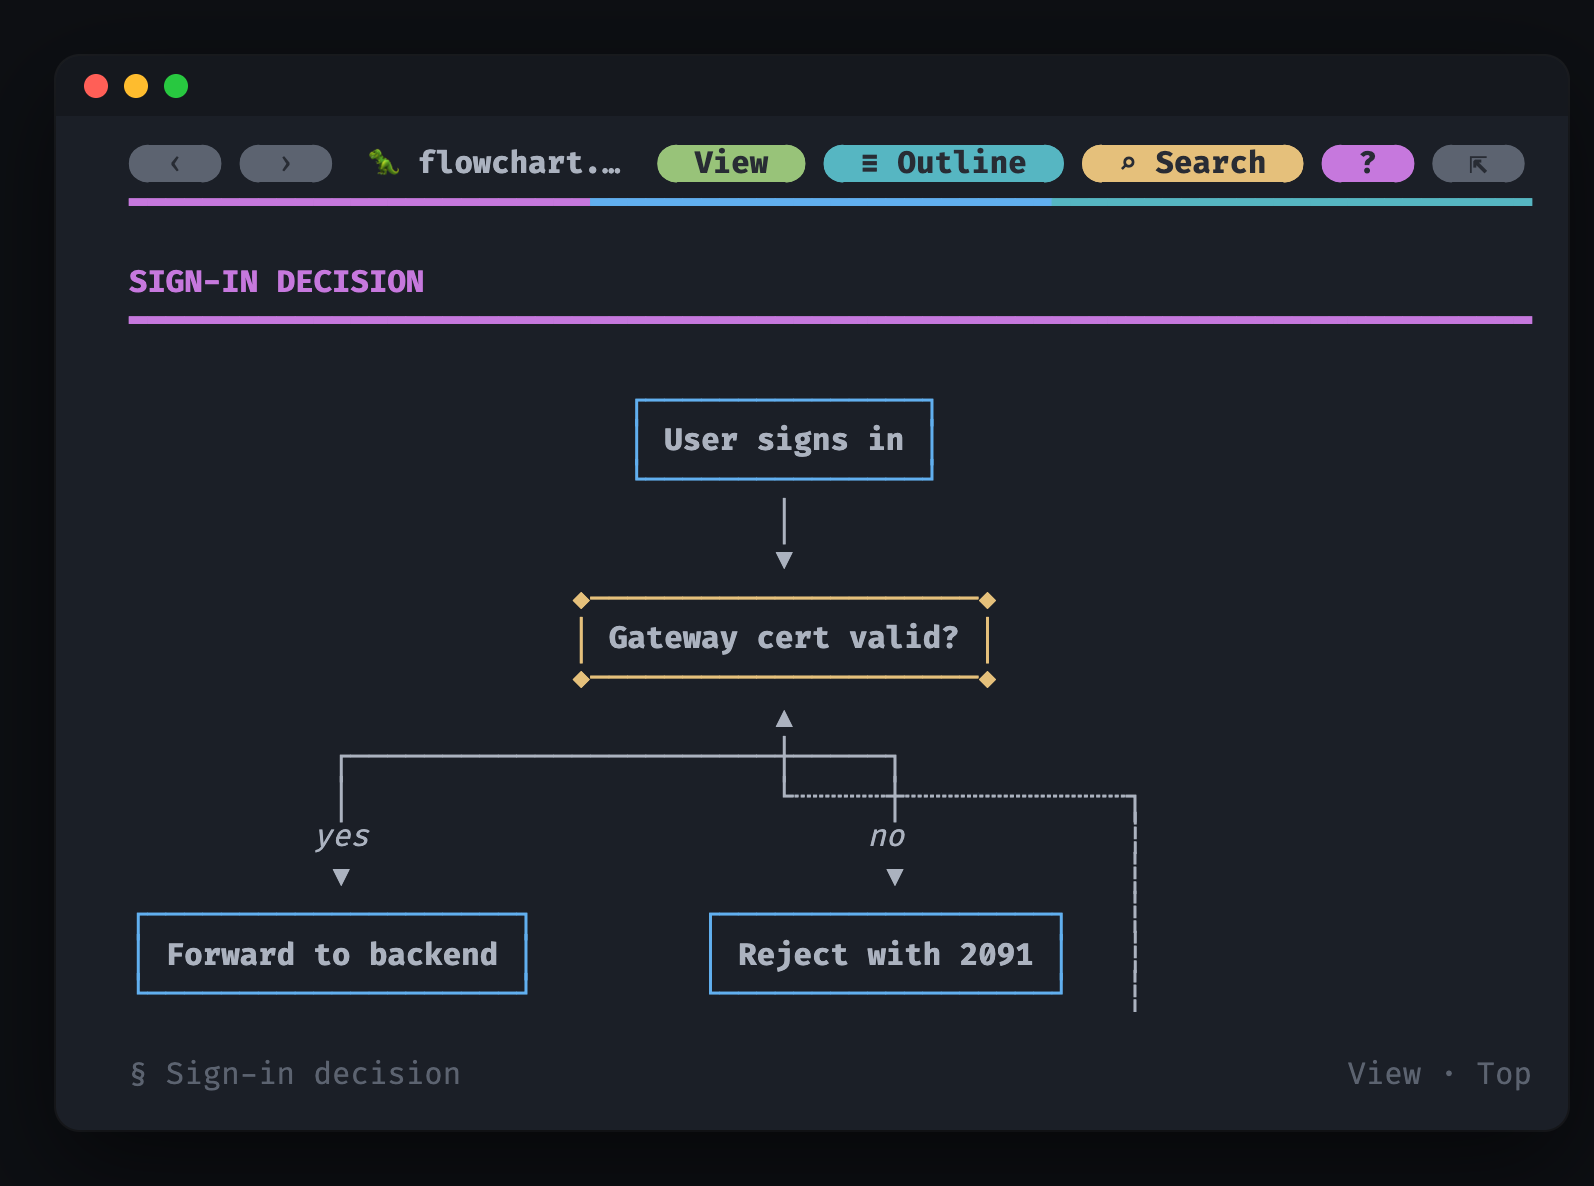 ‹ › flowchart.… View ≡ Outline ⌕ Search ? ⇱
SIGN-IN DECISION
User signs in
Gateway cert valid?
yes no
Forward to backend Reject with 2091
§ Sign-in decision View · Top